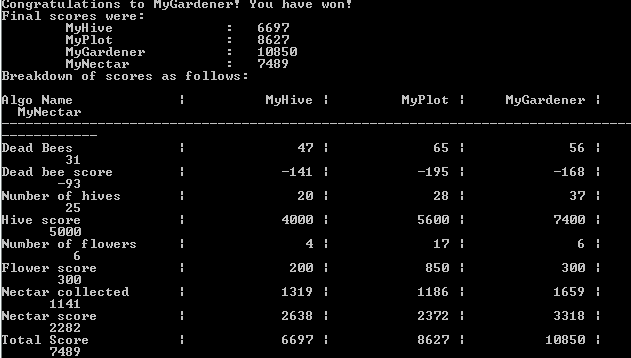 Congratulations to MyGardener! You have won!
Final scores were:
MyHive : 6697
MyPlot : 8627
MyGardener : 10850
MyNectar : 7489
Breakdown of scores as follows:
Algo Name | MyHive | MyPlot | MyGardener |
MyNectar
--------------------------------------------------------------------------------
------------
Dead Bees | 47 | 65 | 56 |
31
Dead bee score | -141 | -195 | -168 |
-93
Number of hives | 20 | 28 | 37 |
25
Hive score | 4000 | 5600 | 7400 |
5000
Number of flowers | 4 | 17 | 6 |
6
Flower score | 200 | 850 | 300 |
300
Nectar collected | 1319 | 1186 | 1659 |
1141
Nectar score | 2638 | 2372 | 3318 |
2282
Total Score | 6697 | 8627 | 10850 |
7489